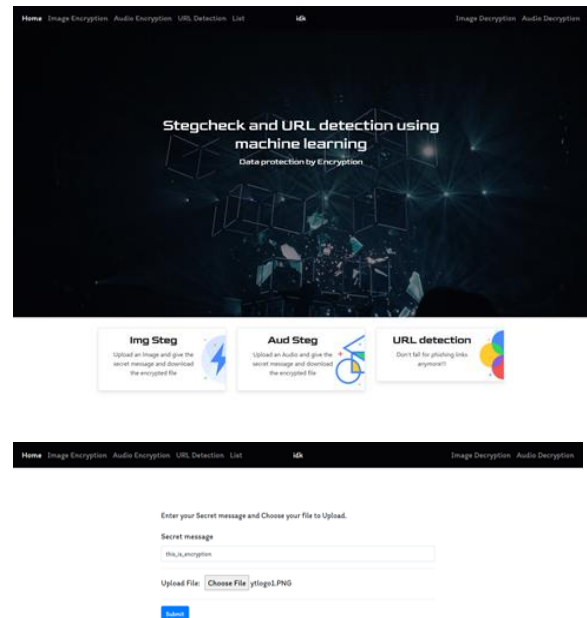 Home Image Encryption Audio Encryption URL Detection List idk Image Decryption Audio Decryption
Stegcheck and URL detection using
machine learning
Data protection by Encryption
Img Steg
Upload an Image and give the
secret message and download
the encrypted file
Aud Steg
Upload an Audio and give the
secret message and download
the encrypted file
URL detection
Don't fall for phishing links
anymore!!!
Home Image Encryption Audio Encryption URL Detection List idk Image Decryption Audio Decryption
Enter your Secret message and Choose your file to Upload.
Secret message
this_is_encryption
Upload File: Choose File ytlogo1.PNG
Submit